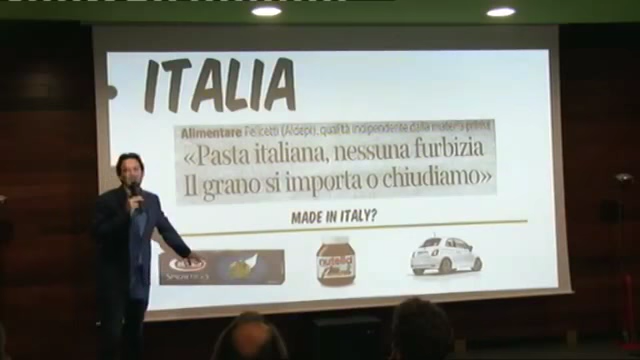 ITALIA
Alimentare Felicetti (Aidepi), qualità indipendente dalla materia prima
«Pasta italiana, nessuna furbizia
Il grano si importa o chiudiamo»
MADE IN ITALY?
nutella